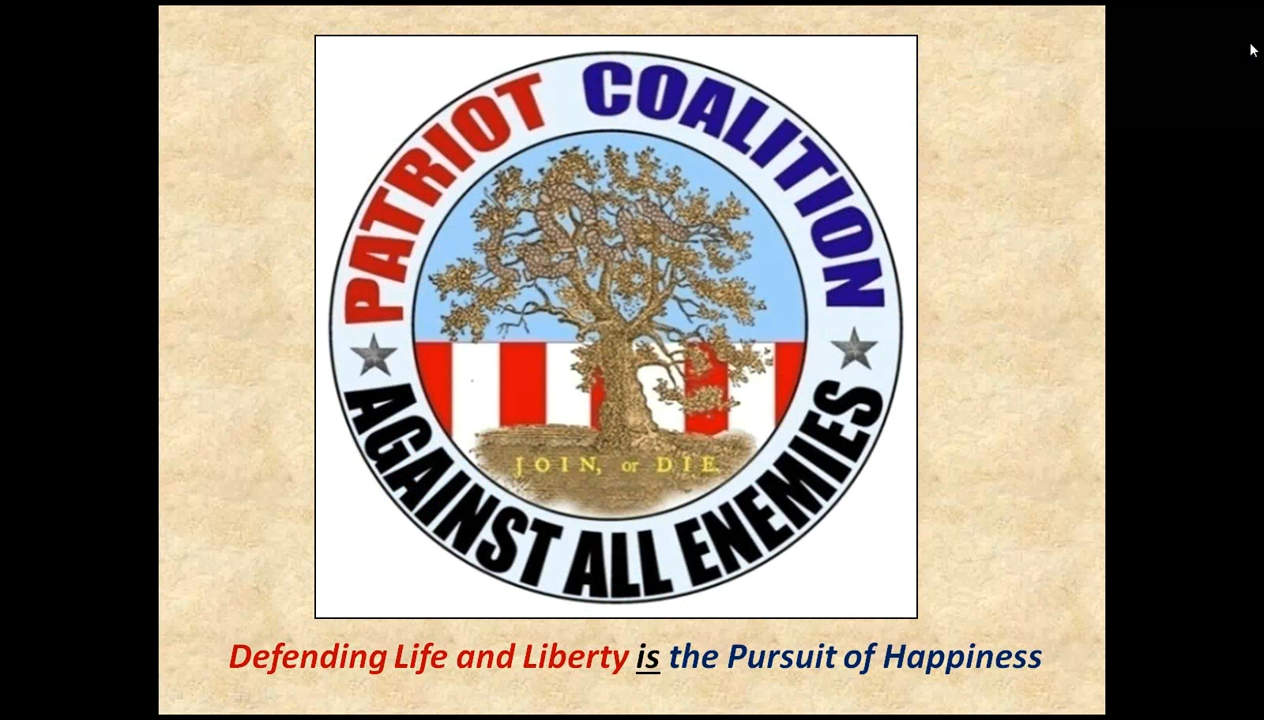 PATRIOT COALITION
AGAINST ALL ENEMIES
JOIN, or DIE.
Defending Life and Liberty is the Pursuit of Happiness